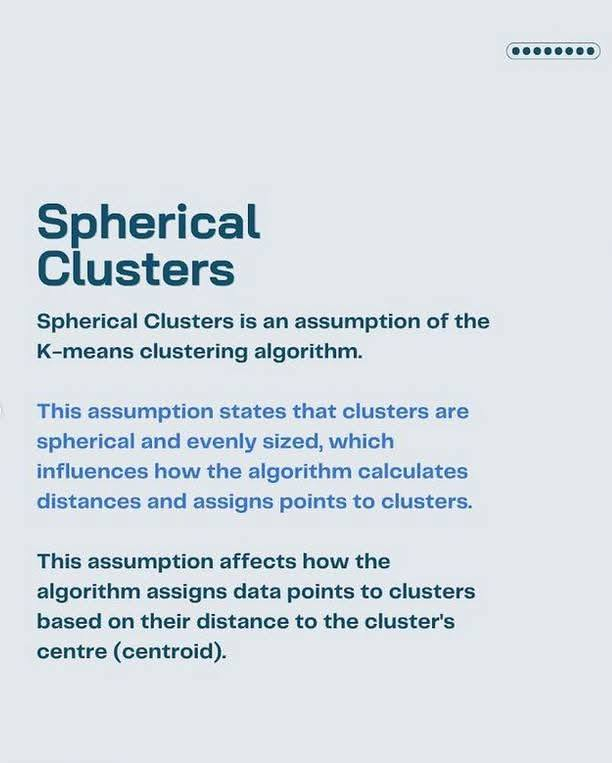 Spherical
Clusters
Spherical Clusters is an assumption of the
K-means clustering algorithm.
This assumption states that clusters are
spherical and evenly sized, which
influences how the algorithm calculates
distances and assigns points to clusters.
This assumption affects how the
algorithm assigns data points to clusters
based on their distance to the cluster's
centre (centroid).